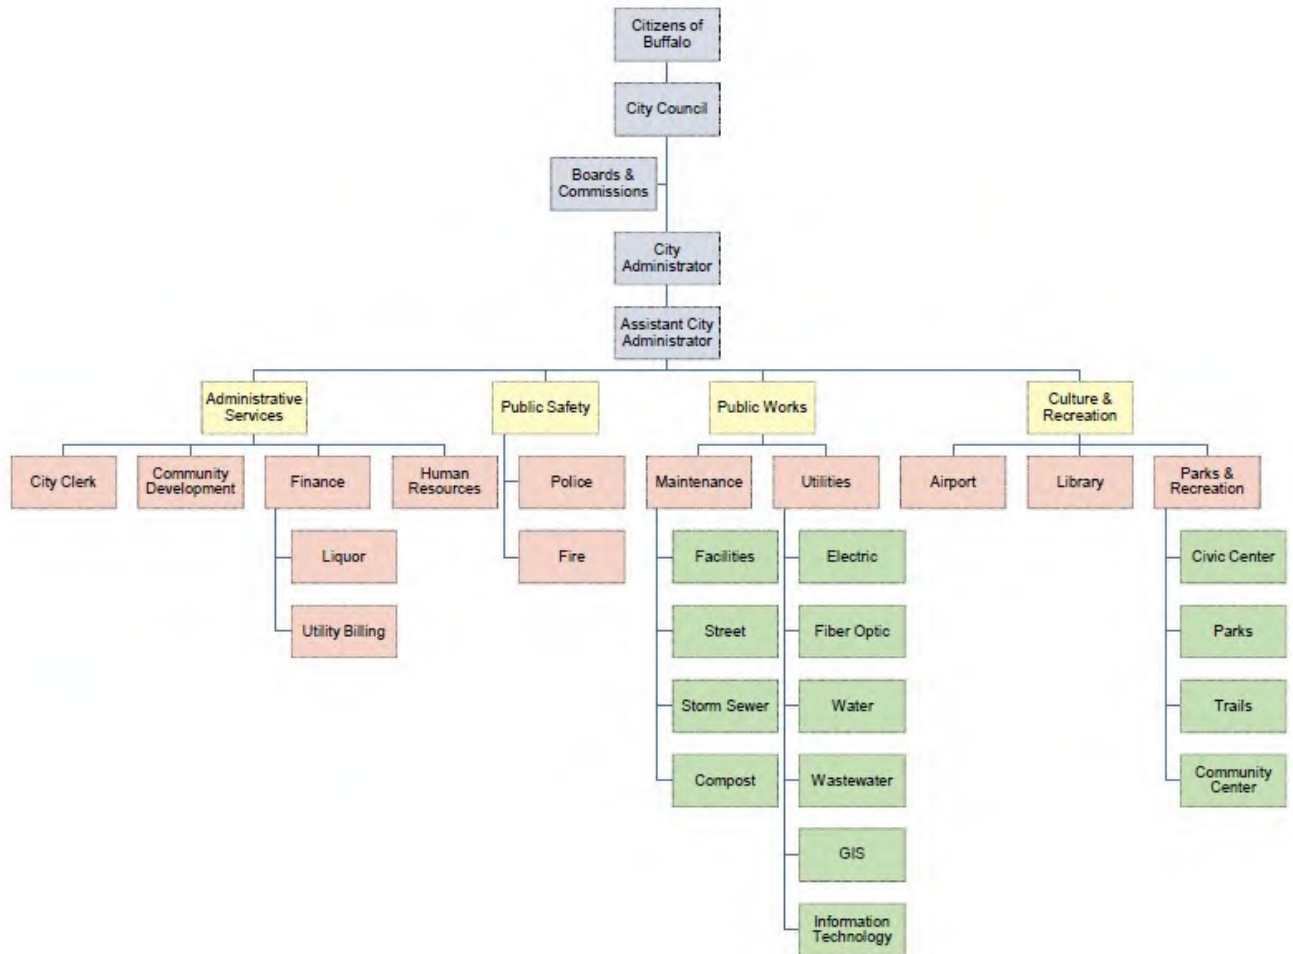 Citizens of
Buffalo
City Council
Boards &
Commissions
City
Administrator
Assistant City
Administrator
Administrative
Services
Public Safety
Public Works
Culture &
Recreation
City Clerk
Community
Development
Finance
Human
Resources
Police
Maintenance
Utilities
Airport
Library
Parks &
Recreation
Liquor
Fire
Facilities
Electric
Civic Center
Utility Billing
Street
Fiber Optic
Parks
Storm Sewer
Water
Trails
Compost
Wastewater
Community
Center
GIS
Information
Technology